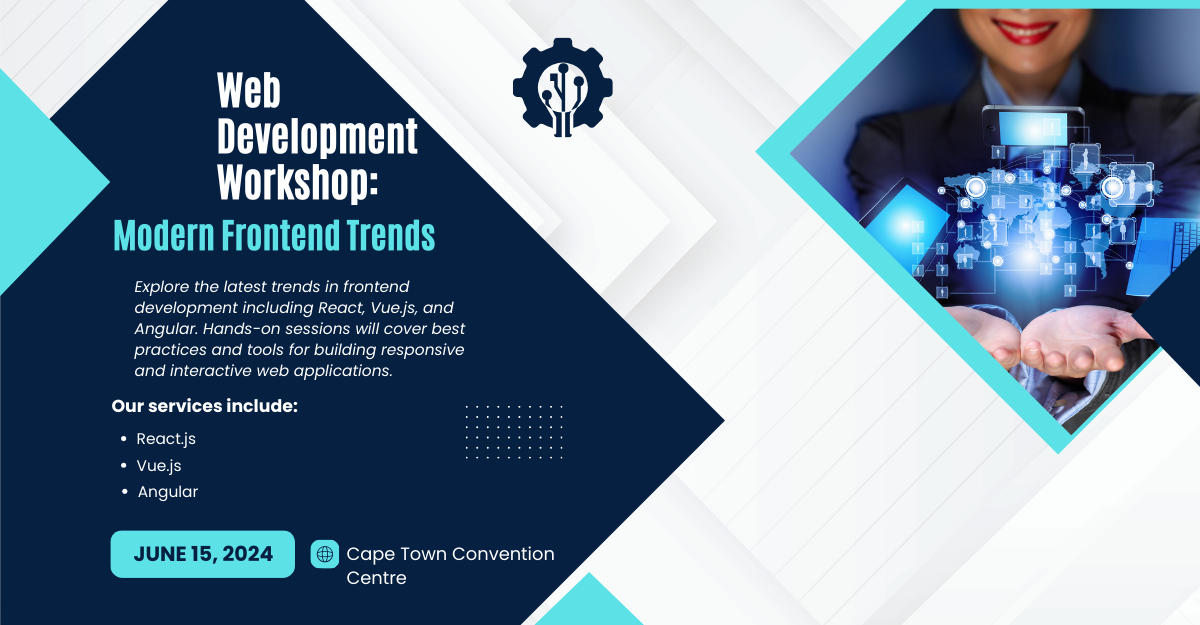 Web
Development
Workshop:
Modern Frontend Trends
Explore the latest trends in frontend
development including React, Vue.js, and
Angular. Hands-on sessions will cover best
practices and tools for building responsive
and interactive web applications.
Our services include:
• React.js
• Vue.js
• Angular
JUNE 15, 2024
Cape Town Convention
Centre